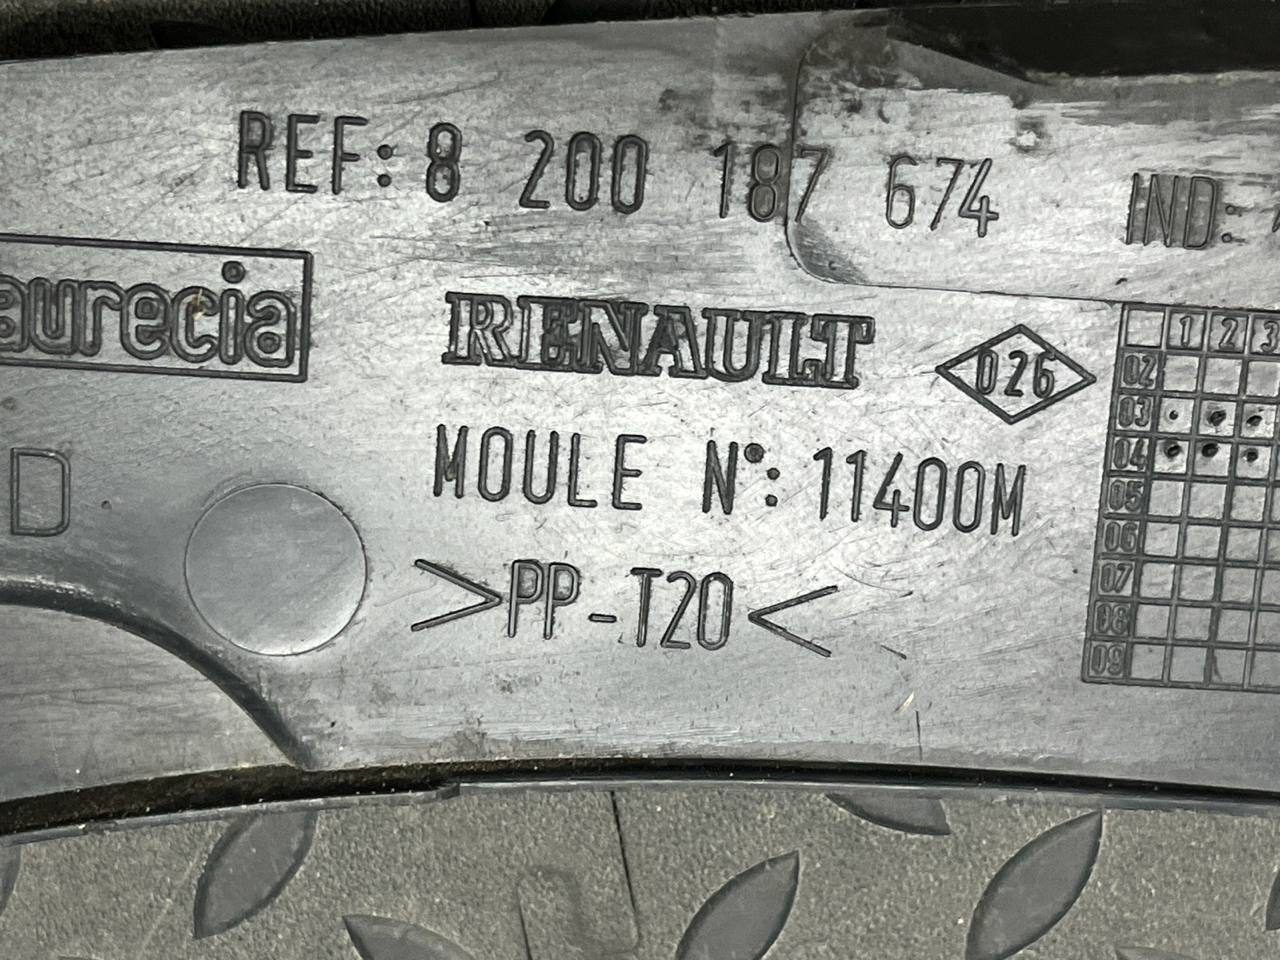 REF: 8 200 187 674 IND:
aurecia
RENAULT
026
D
MOULE N°: 11400M
>PP-T20<
1 2 3
02
03
04
05
06
07
08
09